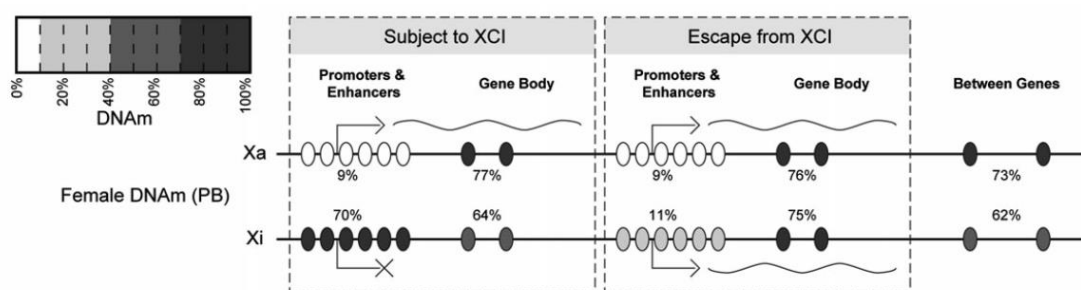 0% 20% 40% 60% 80% 100%
DNAm
Subject to XCI
Escape from XCI
Promoters &
Enhancers
Gene Body
Promoters &
Enhancers
Gene Body
Between Genes
Xa
9%
77%
9%
76%
73%
Female DNAm (PB)
70%
64%
11%
75%
62%
Xi